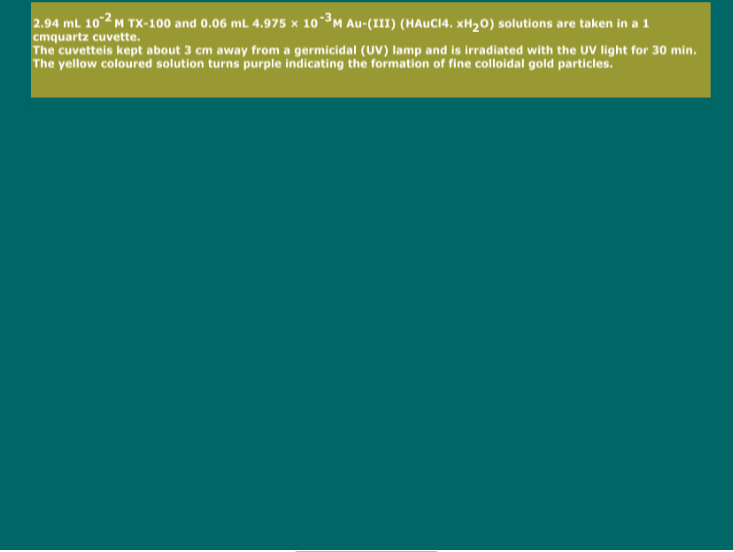 2.94 mL 10⁻² M TX-100 and 0.06 mL 4.975 × 10⁻³M Au-(III) (HAuCl4. xH₂O) solutions are taken in a 1
cmquartz cuvette.
The cuvetteis kept about 3 cm away from a germicidal (UV) lamp and is irradiated with the UV light for 30 min.
The yellow coloured solution turns purple indicating the formation of fine colloidal gold particles.